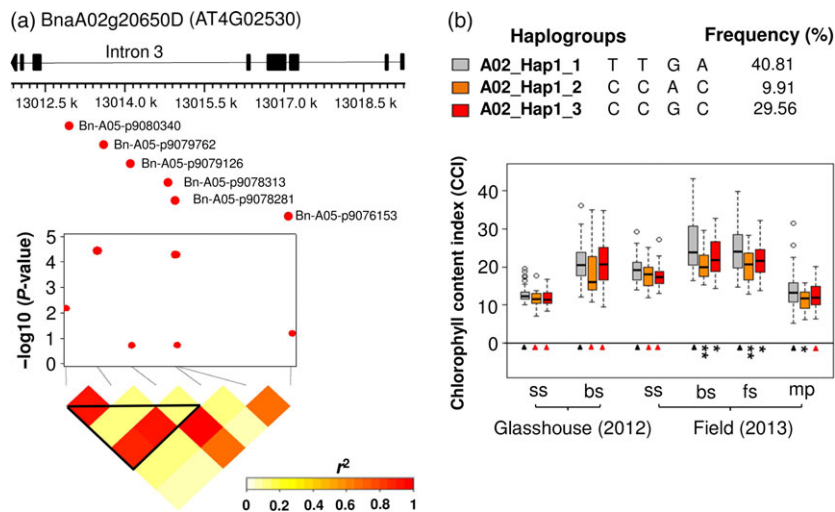 (a) BnaA02g20650D (AT4G02530)
Intron 3
13012.5 k 13014.0 k 13015.5 k 13017.0 k 13018.5 k
Bn-A05-p9080340
Bn-A05-p9079762
Bn-A05-p9079126
Bn-A05-p9078313
Bn-A05-p9078281
Bn-A05-p9076153
−log10 (P-value)
5
4
3
2
1
0
r²
0 0.2 0.4 0.6 0.8 1
(b)
Haplogroups Frequency (%)
A02_Hap1_1 T T G A 40.81
A02_Hap1_2 C C A C 9.91
A02_Hap1_3 C C G C 29.56
Chlorophyll content index (CCI)
40
30
20
10
0
* * * * * * *
* *
ss bs ss bs fs mp
Glasshouse (2012) Field (2013)